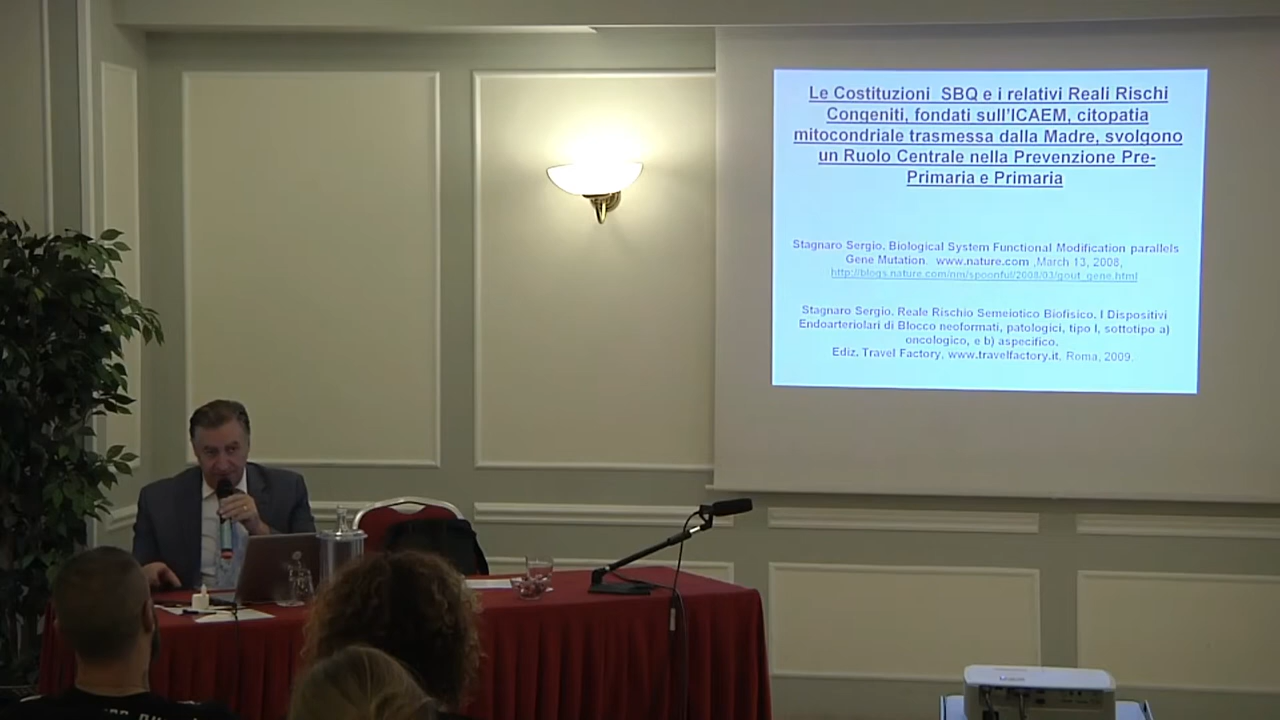 Le Costituzioni SBQ e i relativi Reali Rischi
Congeniti, fondati sull'ICAEM, citopatia
mitocondriale trasmessa dalla Madre, svolgono
un Ruolo Centrale nella Prevenzione Pre-
Primaria e Primaria
Stagnaro Sergio. Biological System Functional Modification parallels
Gene Mutation. www.nature.com ,March 13, 2008,
http://blogs.nature.com/nm/spoonful/2008/03/gout_gene.html
Stagnaro Sergio. Reale Rischio Semeiotico Biofisico. I Dispositivi
Endoarteriolari di Blocco neoformati, patologici, tipo I, sottotipo a)
oncologico, e b) aspecifico.
Ediz. Travel Factory, www.travelfactory.it, Roma, 2009.